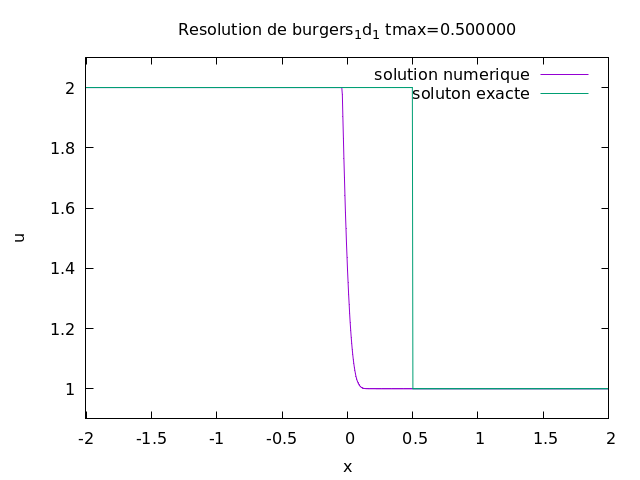 Resolution de burgers₁d₁ tmax=0.500000
solution numerique
soluton exacte
2
1.8
1.6
1.4
1.2
1
u
-2 -1.5 -1 -0.5 0 0.5 1 1.5 2
x